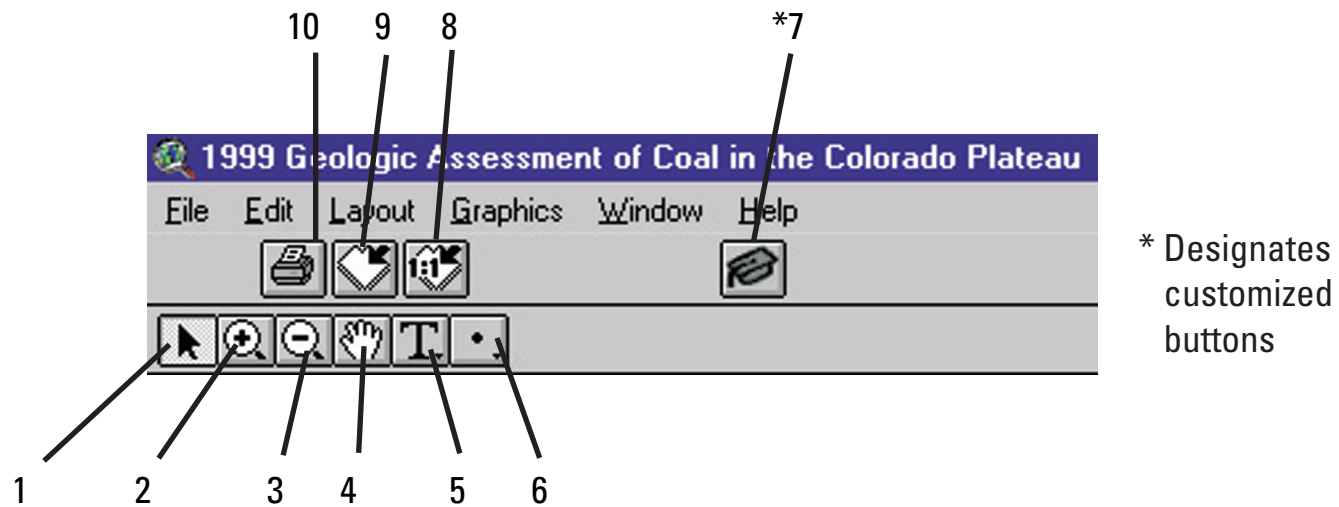 10 9 8 *7
1999 Geologic Assessment of Coal in the Colorado Plateau
File Edit Layout Graphics Window Help
1:1
* Designates
customized
buttons
T
1 2 3 4 5 6